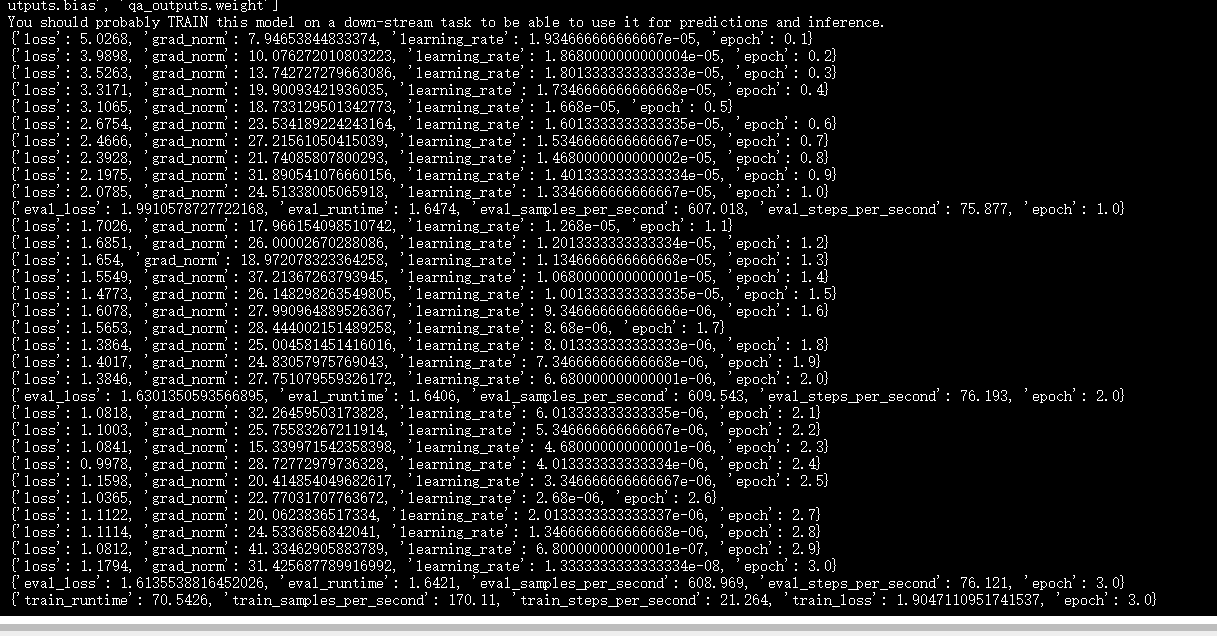 utputs.bias', 'qa_outputs.weight']
You should probably TRAIN this model on a down-stream task to be able to use it for predictions and inference.
{'loss': 5.0268, 'grad_norm': 7.94653844833374, 'learning_rate': 1.934666666666667e-05, 'epoch': 0.1}
{'loss': 3.9898, 'grad_norm': 10.076272010803223, 'learning_rate': 1.8680000000000004e-05, 'epoch': 0.2}
{'loss': 3.5263, 'grad_norm': 13.742727279663086, 'learning_rate': 1.8013333333333333e-05, 'epoch': 0.3}
{'loss': 3.3171, 'grad_norm': 19.90093421936035, 'learning_rate': 1.7346666666666668e-05, 'epoch': 0.4}
{'loss': 3.1065, 'grad_norm': 18.733129501342773, 'learning_rate': 1.668e-05, 'epoch': 0.5}
{'loss': 2.6754, 'grad_norm': 23.534189224243164, 'learning_rate': 1.6013333333333335e-05, 'epoch': 0.6}
{'loss': 2.4666, 'grad_norm': 27.21561050415039, 'learning_rate': 1.5346666666666667e-05, 'epoch': 0.7}
{'loss': 2.3928, 'grad_norm': 21.74085807800293, 'learning_rate': 1.4680000000000002e-05, 'epoch': 0.8}
{'loss': 2.1975, 'grad_norm': 31.890541076660156, 'learning_rate': 1.4013333333333334e-05, 'epoch': 0.9}
{'loss': 2.0785, 'grad_norm': 24.51338005065918, 'learning_rate': 1.3346666666666667e-05, 'epoch': 1.0}
{'eval_loss': 1.9910578727722168, 'eval_runtime': 1.6474, 'eval_samples_per_second': 607.018, 'eval_steps_per_second': 75.877, 'epoch': 1.0}
{'loss': 1.7026, 'grad_norm': 17.966154098510742, 'learning_rate': 1.268e-05, 'epoch': 1.1}
{'loss': 1.6851, 'grad_norm': 26.00002670288086, 'learning_rate': 1.2013333333333334e-05, 'epoch': 1.2}
{'loss': 1.654, 'grad_norm': 18.972078323364258, 'learning_rate': 1.1346666666666668e-05, 'epoch': 1.3}
{'loss': 1.5549, 'grad_norm': 37.21367263793945, 'learning_rate': 1.0680000000000001e-05, 'epoch': 1.4}
{'loss': 1.4773, 'grad_norm': 26.148298263549805, 'learning_rate': 1.0013333333333335e-05, 'epoch': 1.5}
{'loss': 1.6078, 'grad_norm': 27.990964889526367, 'learning_rate': 9.346666666666666e-06, 'epoch': 1.6}
{'loss': 1.5653, 'grad_norm': 28.444002151489258, 'learning_rate': 8.68e-06, 'epoch': 1.7}
{'loss': 1.3864, 'grad_norm': 25.004581451416016, 'learning_rate': 8.013333333333333e-06, 'epoch': 1.8}
{'loss': 1.4017, 'grad_norm': 24.83057975769043, 'learning_rate': 7.346666666666668e-06, 'epoch': 1.9}
{'loss': 1.3846, 'grad_norm': 27.751079559326172, 'learning_rate': 6.680000000000001e-06, 'epoch': 2.0}
{'eval_loss': 1.6301350593566895, 'eval_runtime': 1.6406, 'eval_samples_per_second': 609.543, 'eval_steps_per_second': 76.193, 'epoch': 2.0}
{'loss': 1.0818, 'grad_norm': 32.26459503173828, 'learning_rate': 6.013333333333335e-06, 'epoch': 2.1}
{'loss': 1.1003, 'grad_norm': 25.75583267211914, 'learning_rate': 5.346666666666667e-06, 'epoch': 2.2}
{'loss': 1.0841, 'grad_norm': 15.339971542358398, 'learning_rate': 4.680000000000001e-06, 'epoch': 2.3}
{'loss': 0.9978, 'grad_norm': 28.72772979736328, 'learning_rate': 4.013333333333334e-06, 'epoch': 2.4}
{'loss': 1.1598, 'grad_norm': 20.414854049682617, 'learning_rate': 3.346666666666667e-06, 'epoch': 2.5}
{'loss': 1.0365, 'grad_norm': 22.77031707763672, 'learning_rate': 2.68e-06, 'epoch': 2.6}
{'loss': 1.1122, 'grad_norm': 20.0623836517334, 'learning_rate': 2.0133333333333337e-06, 'epoch': 2.7}
{'loss': 1.1114, 'grad_norm': 24.5336856842041, 'learning_rate': 1.3466666666666668e-06, 'epoch': 2.8}
{'loss': 1.0812, 'grad_norm': 41.33462905883789, 'learning_rate': 6.800000000000001e-07, 'epoch': 2.9}
{'loss': 1.1794, 'grad_norm': 31.425687789916992, 'learning_rate': 1.3333333333333334e-08, 'epoch': 3.0}
{'eval_loss': 1.6135538816452026, 'eval_runtime': 1.6421, 'eval_samples_per_second': 608.969, 'eval_steps_per_second': 76.121, 'epoch': 3.0}
{'train_runtime': 70.5426, 'train_samples_per_second': 170.11, 'train_steps_per_second': 21.264, 'train_loss': 1.9047110951741537, 'epoch': 3.0}